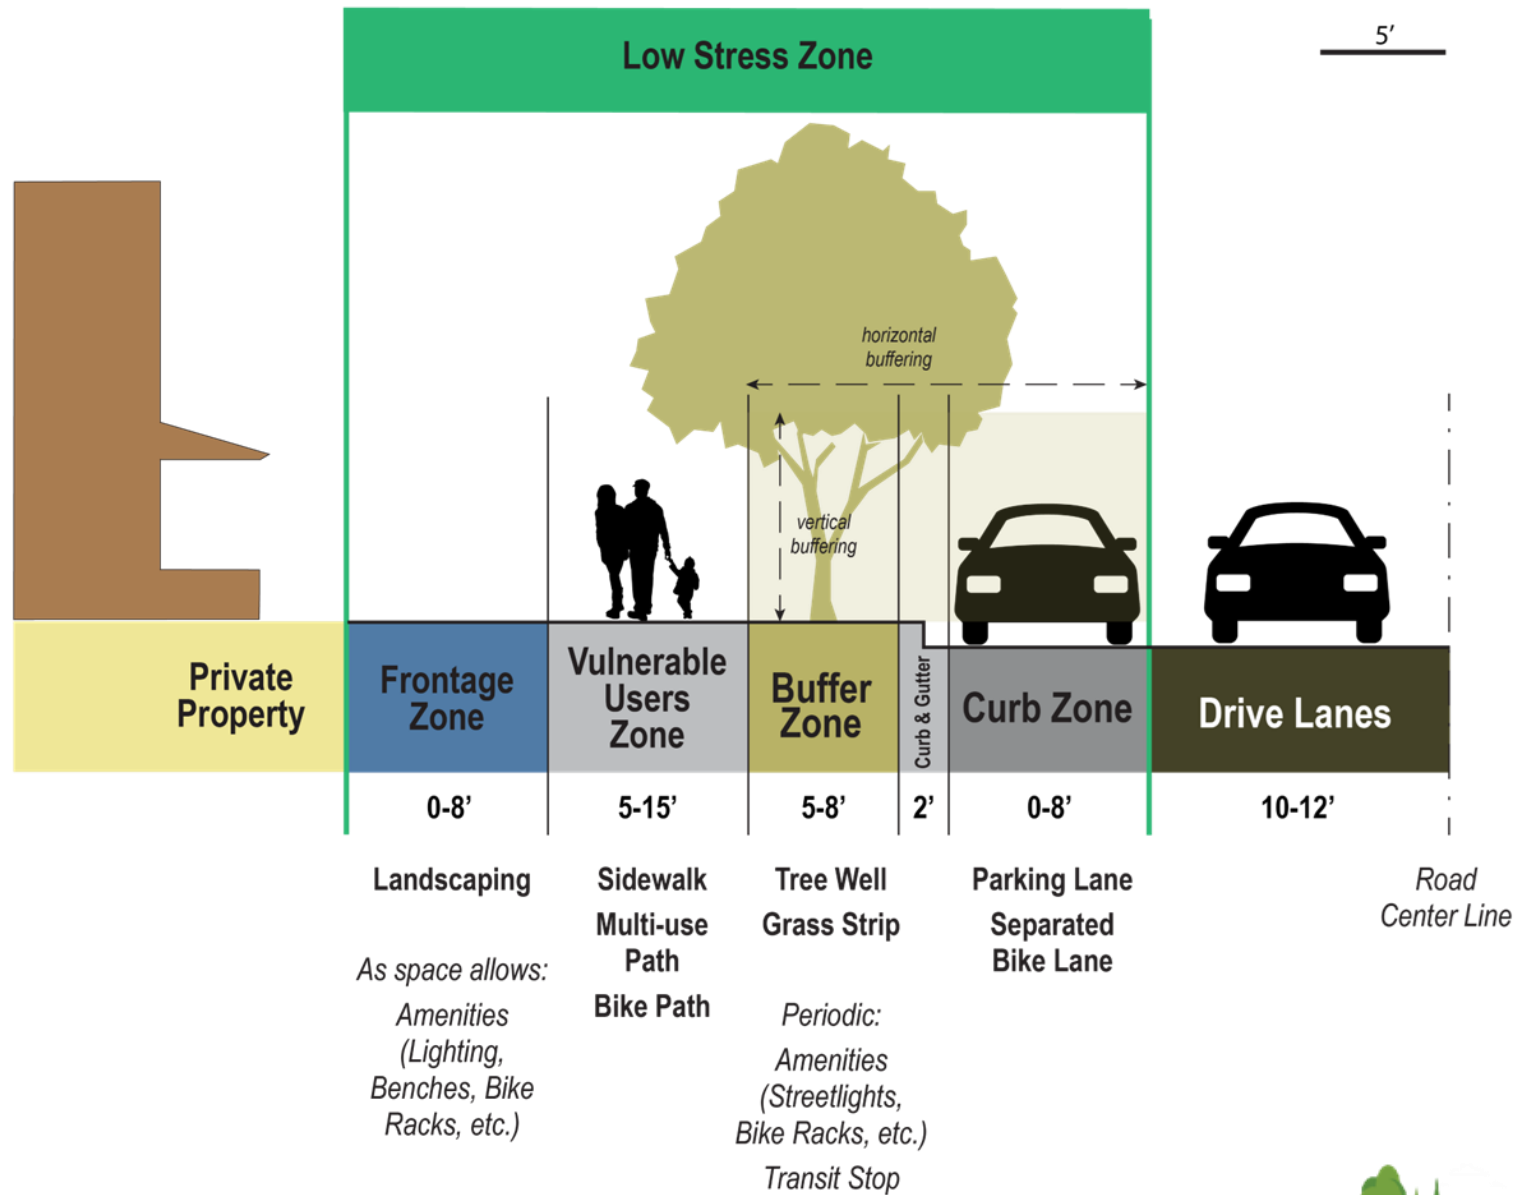 Low Stress Zone
5’
horizontal
buffering
vertical
buffering
Private
Property
Frontage
Zone
Vulnerable
Users
Zone
Buffer
Zone
Curb & Gutter
Curb Zone
Drive Lanes
0-8’
5-15’
5-8’
2’
0-8’
10-12’
Landscaping
As space allows:
Amenities
(Lighting,
Benches, Bike
Racks, etc.)
Sidewalk
Multi-use
Path
Bike Path
Tree Well
Grass Strip
Periodic:
Amenities
(Streetlights,
Bike Racks, etc.)
Transit Stop
Parking Lane
Separated
Bike Lane
Road
Center Line